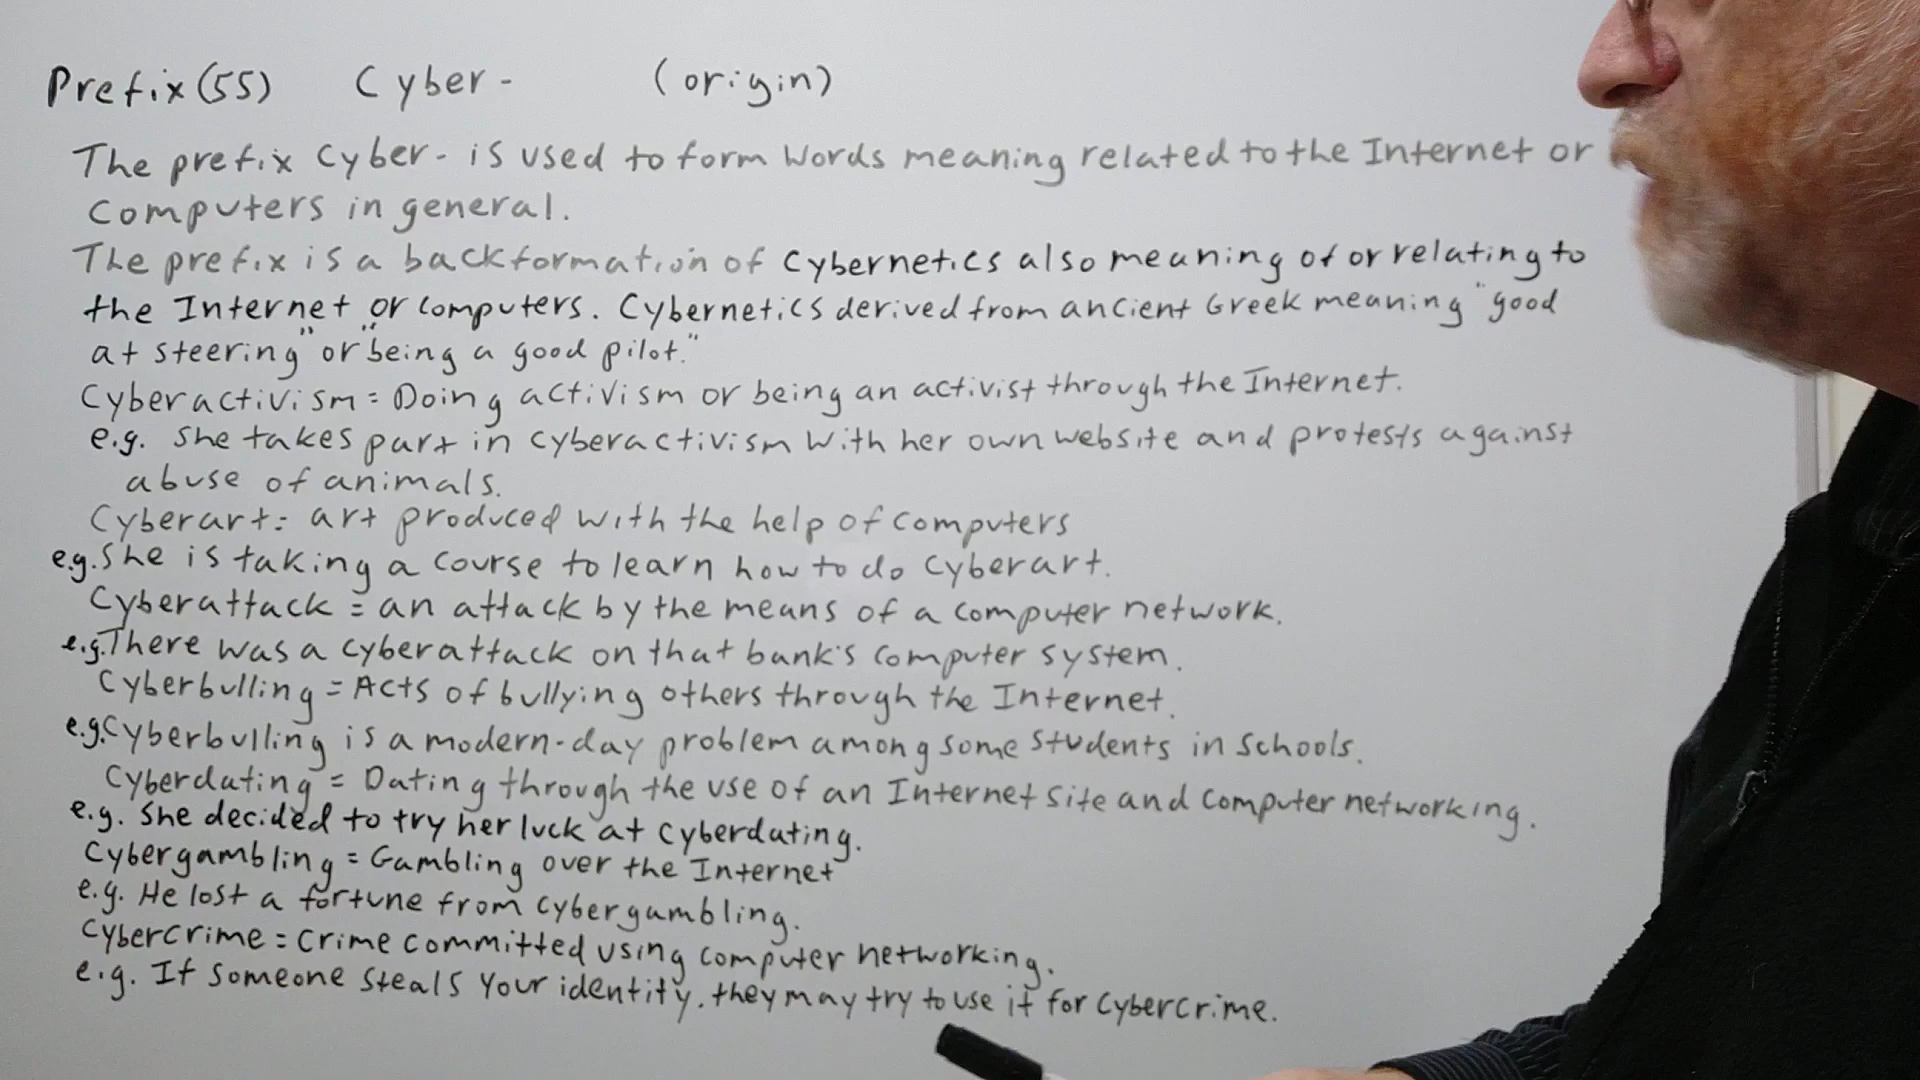 Prefix (55) Cyber- (origin)
The prefix Cyber- is used to form words meaning related to the Internet or
Computers in general.
The prefix is a backformation of Cybernetics also meaning of or relating to
the Internet or computers. Cybernetics derived from ancient Greek meaning "good
at steering" or "being a good pilot."
Cyberactivism = Doing activism or being an activist through the Internet.
e.g. She takes part in cyberactivism with her own website and protests against
abuse of animals.
Cyberart = art produced with the help of computers
e.g. She is taking a course to learn how to do Cyberart.
Cyberattack = an attack by the means of a computer network.
e.g. There was a cyberattack on that bank's computer system.
Cyberbulling = Acts of bullying others through the Internet.
e.g. Cyberbulling is a modern-day problem among some students in schools.
Cyberdating = Dating through the use of an Internet site and computer networking.
e.g. She decided to try her luck at cyberdating.
Cybergambling = Gambling over the Internet
e.g. He lost a fortune from cybergambling.
Cybercrime = Crime committed using computer networking.
e.g. If someone steals your identity, they may try to use it for cybercrime.